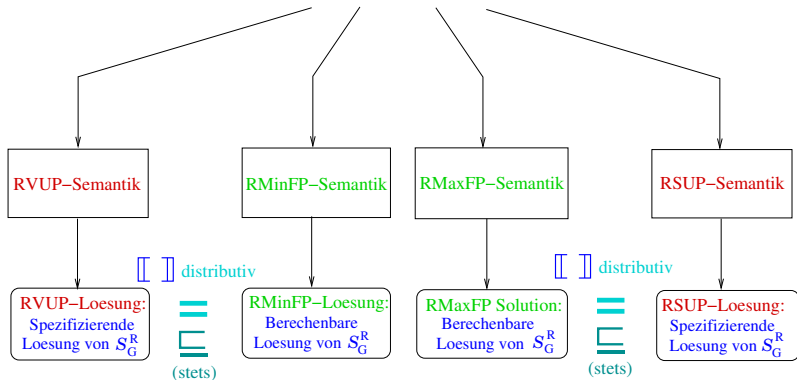 RVUP–Semantik
RMinFP–Semantik
RMaxFP–Semantik
RSUP–Semantik
⟦ ⟧ distributiv
⟦ ⟧ distributiv
RVUP–Loesung:
Spezifizierende
Loesung von S_G^R
=
⊑
(stets)
RMinFP–Loesung:
Berechenbare
Loesung von S_G^R
RMaxFP Solution:
Berechenbare
Loesung von S_G^R
=
⊑
(stets)
RSUP–Loesung:
Spezifizierende
Loesung von S_G^R